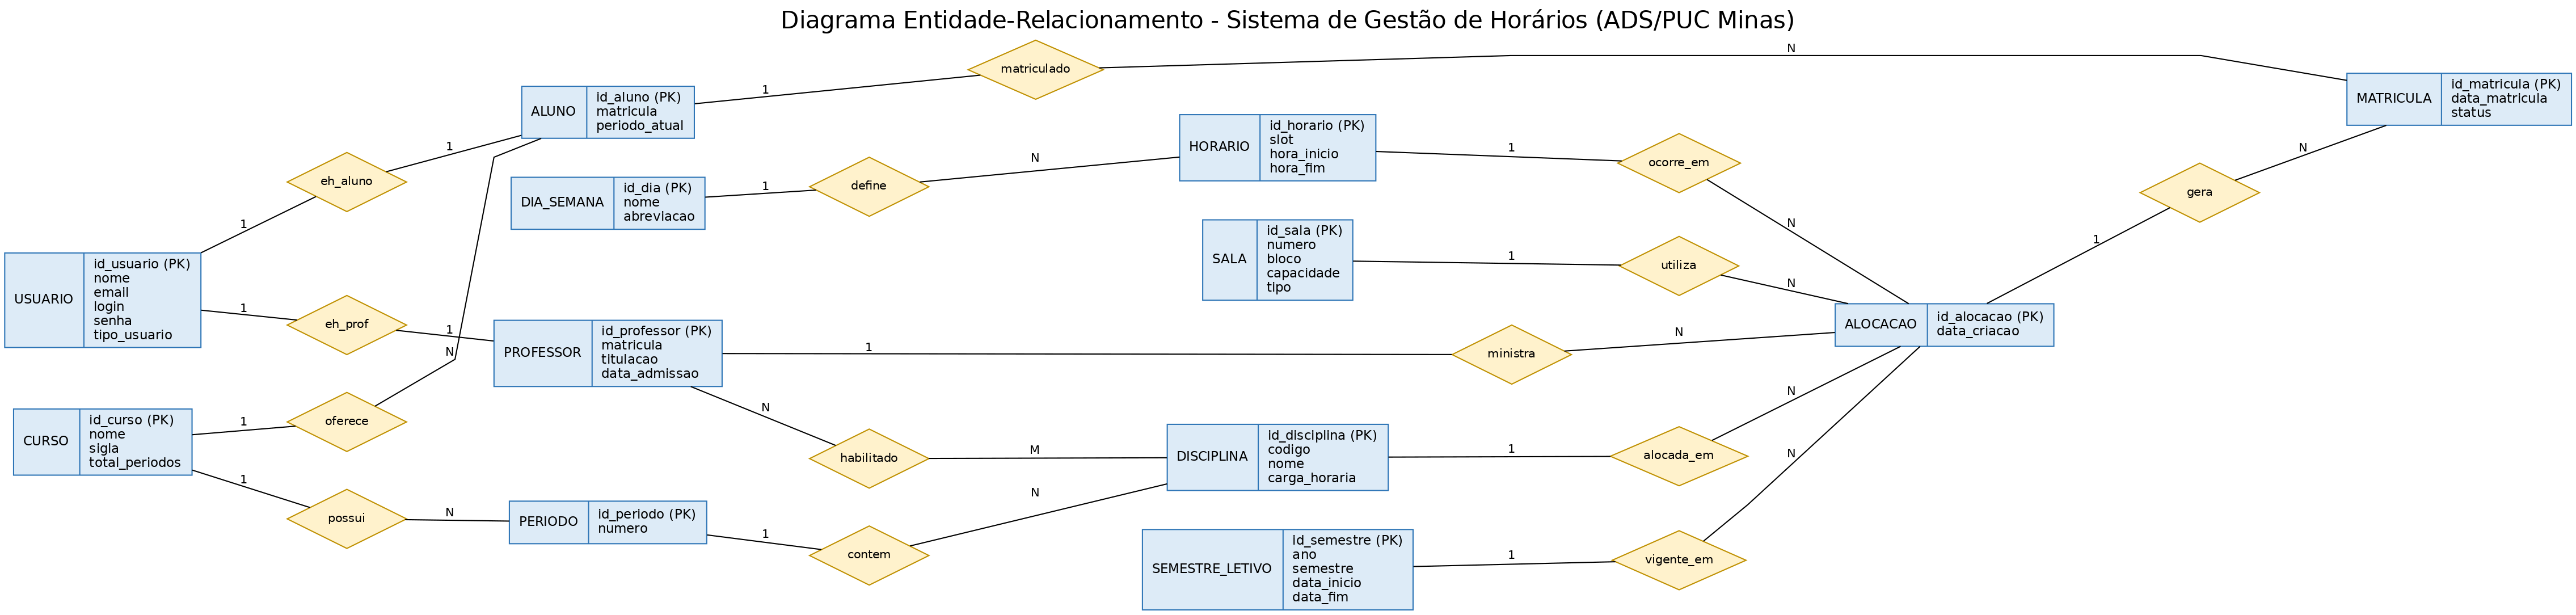 Diagrama Entidade-Relacionamento - Sistema de Gestão de Horários (ADS/PUC Minas)
matriculado
N
MATRICULA
id_matricula (PK)
data_matricula
status
ALUNO
id_aluno (PK)
matricula
periodo_atual
1
1
eh_aluno
1
DIA_SEMANA
id_dia (PK)
nome
abreviacao
1
define
N
HORARIO
id_horario (PK)
slot
hora_inicio
hora_fim
1
ocorre_em
N
N
gera
1
USUARIO
id_usuario (PK)
nome
email
login
senha
tipo_usuario
SALA
id_sala (PK)
numero
bloco
capacidade
tipo
1
utiliza
N
ALOCACAO
id_alocacao (PK)
data_criacao
1
eh_prof
1
N
PROFESSOR
id_professor (PK)
matricula
titulacao
data_admissao
1
ministra
N
CURSO
id_curso (PK)
nome
sigla
total_periodos
1
oferece
N
habilitado
M
DISCIPLINA
id_disciplina (PK)
codigo
nome
carga_horaria
1
alocada_em
N
1
possui
N
PERIODO
id_periodo (PK)
numero
1
contem
N
SEMESTRE_LETIVO
id_semestre (PK)
ano
semestre
data_inicio
data_fim
1
vigente_em
N